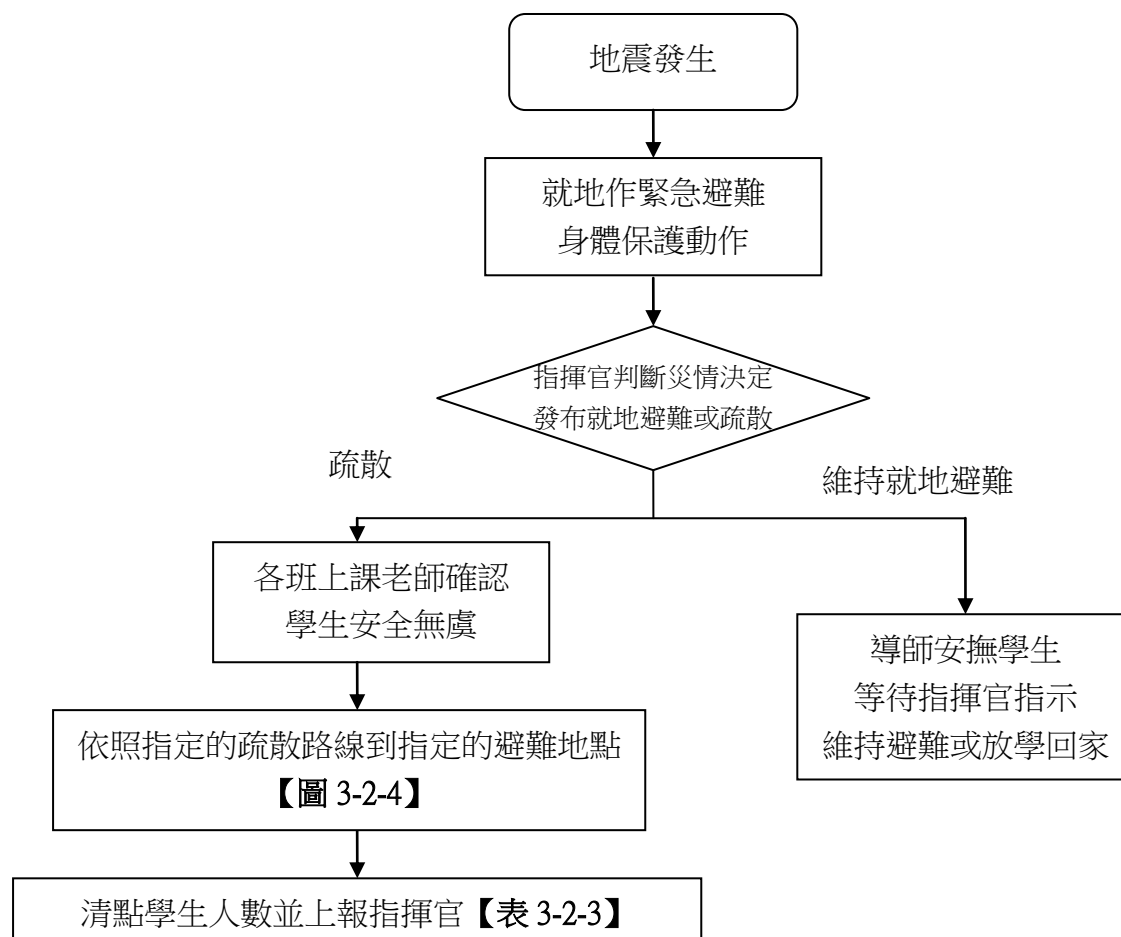 地震發生
就地作緊急避難
身體保護動作
指揮官判斷災情決定
發布就地避難或疏散
疏散
維持就地避難
各班上課老師確認
學生安全無虞
導師安撫學生
等待指揮官指示
維持避難或放學回家
依照指定的疏散路線到指定的避難地點
【圖 3-2-4】
清點學生人數並上報指揮官【表 3-2-3】